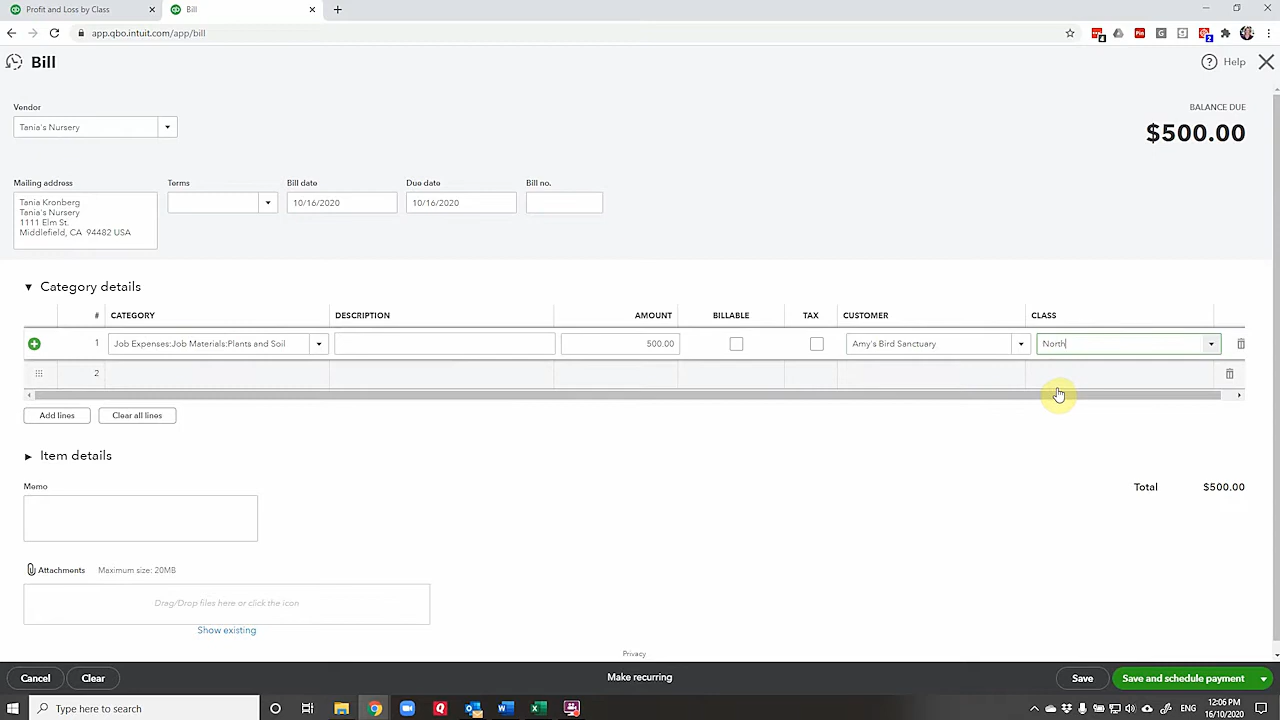 Profit and Loss by Class
Bill
app.qbo.intuit.com/app/bill
Bill
Help
Vendor
BALANCE DUE
Tania's Nursery
$500.00
Mailing address
Terms
Bill date
Due date
Bill no.
Tania Kronberg
Tania's Nursery
1111 Elm St.
Middlefield, CA 94482 USA
10/16/2020
10/16/2020
Category details
# CATEGORY DESCRIPTION AMOUNT BILLABLE TAX CUSTOMER CLASS
1 Job Expenses:Job Materials:Plants and Soil 500.00 Amy's Bird Sanctuary North
2
Add lines
Clear all lines
Item details
Memo
Total $500.00
Attachments Maximum size: 20MB
Drag/Drop files here or click the icon
Show existing
Privacy
Cancel
Clear
Make recurring
Save
Save and schedule payment
Type here to search
ENG
12:06 PM
16/10/2020